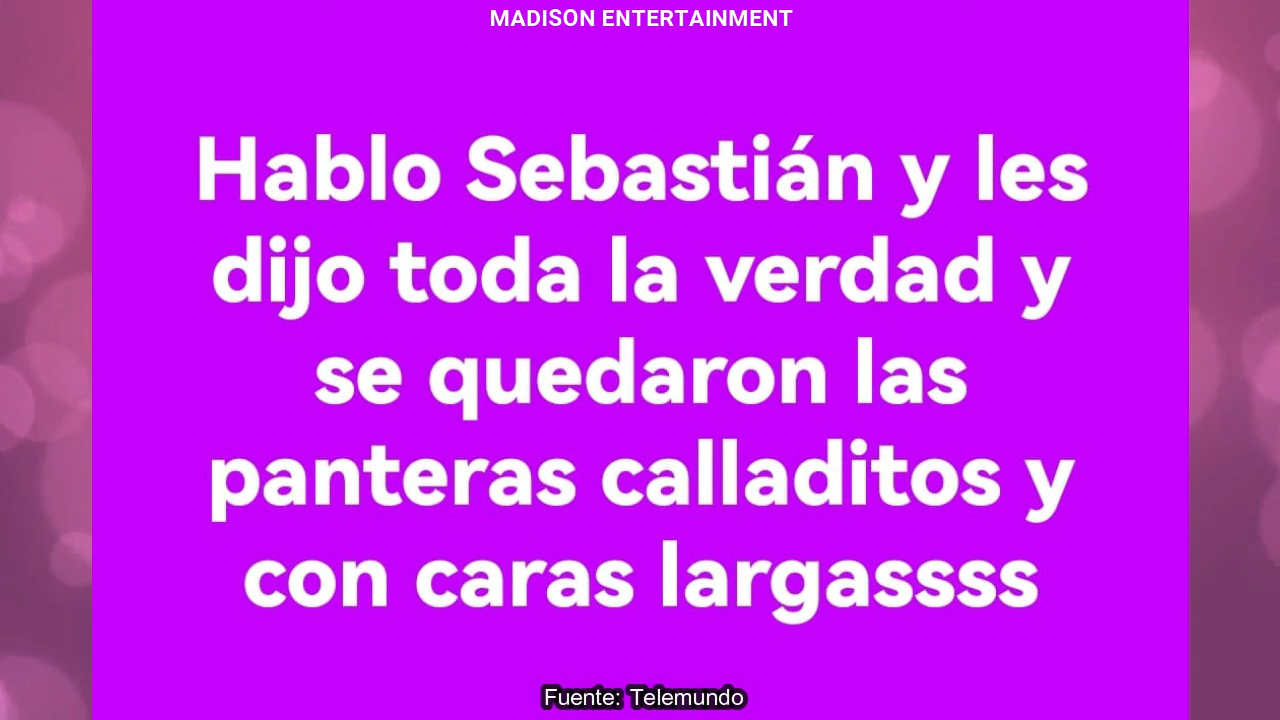 MADISON ENTERTAINMENT
Hablo Sebastián y les
dijo toda la verdad y
se quedaron las
panteras calladitos y
con caras largassss
Fuente: Telemundo